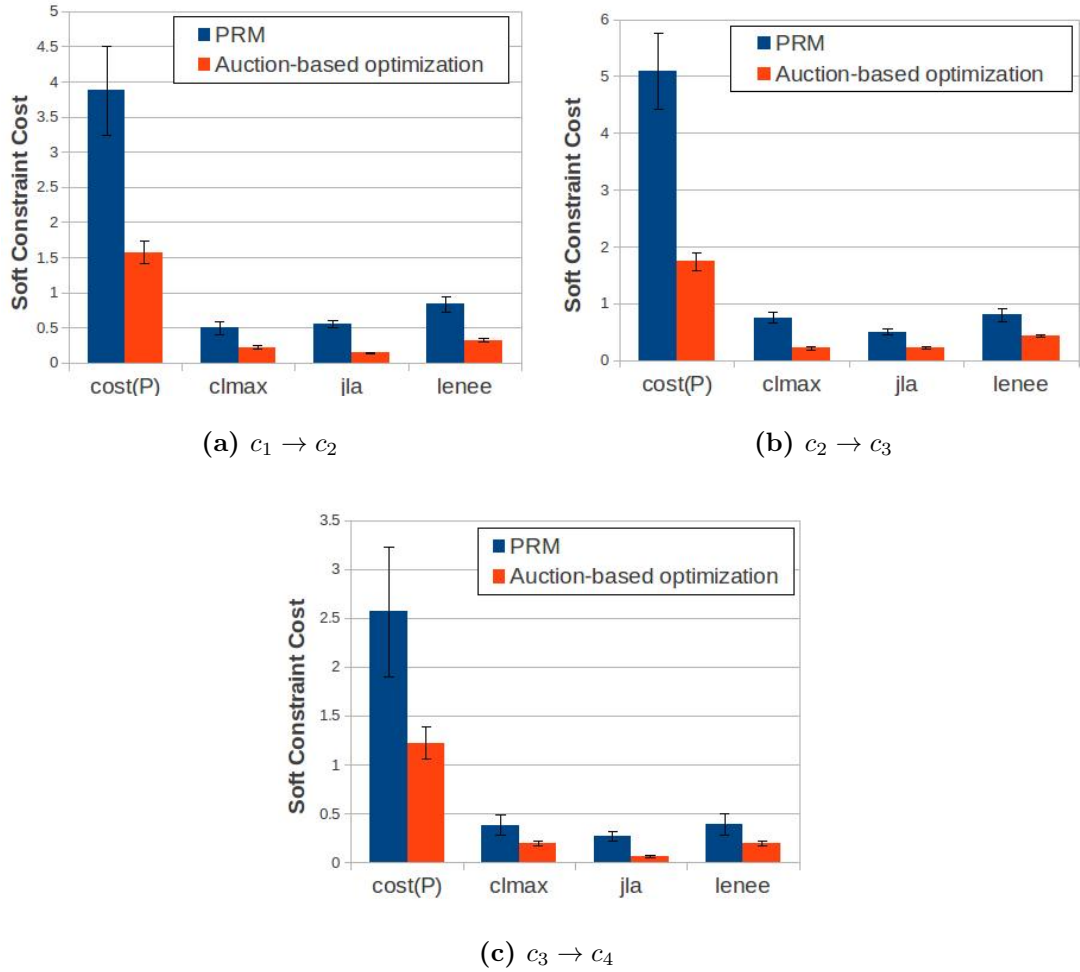 PRM
Auction-based optimization
Soft Constraint Cost
5
4.5
4
3.5
3
2.5
2
1.5
1
0.5
0
cost(P) clmax jla lenee
(a) c₁ → c₂
PRM
Auction-based optimization
Soft Constraint Cost
6
5
4
3
2
1
0
cost(P) clmax jla lenee
(b) c₂ → c₃
PRM
Auction-based optimization
Soft Constraint Cost
3.5
3
2.5
2
1.5
1
0.5
0
cost(P) clmax jla lenee
(c) c₃ → c₄